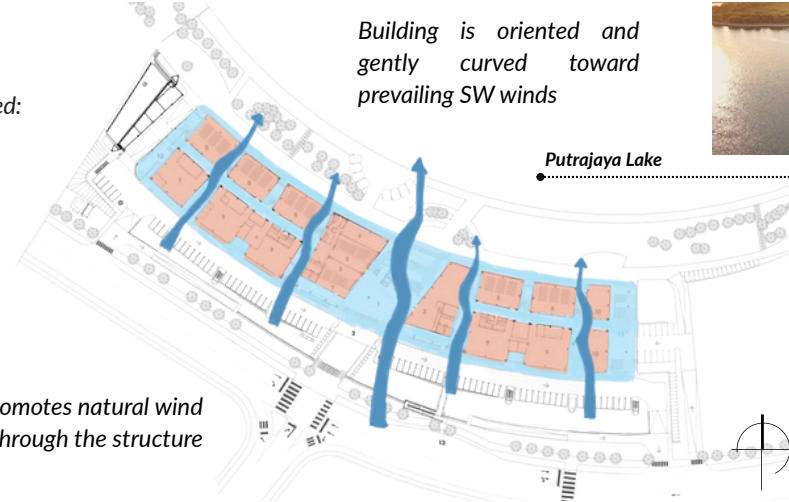 Building is oriented and
gently curved toward
prevailing SW winds
ed:
Putrajaya Lake
omotes natural wind
hrough the structure